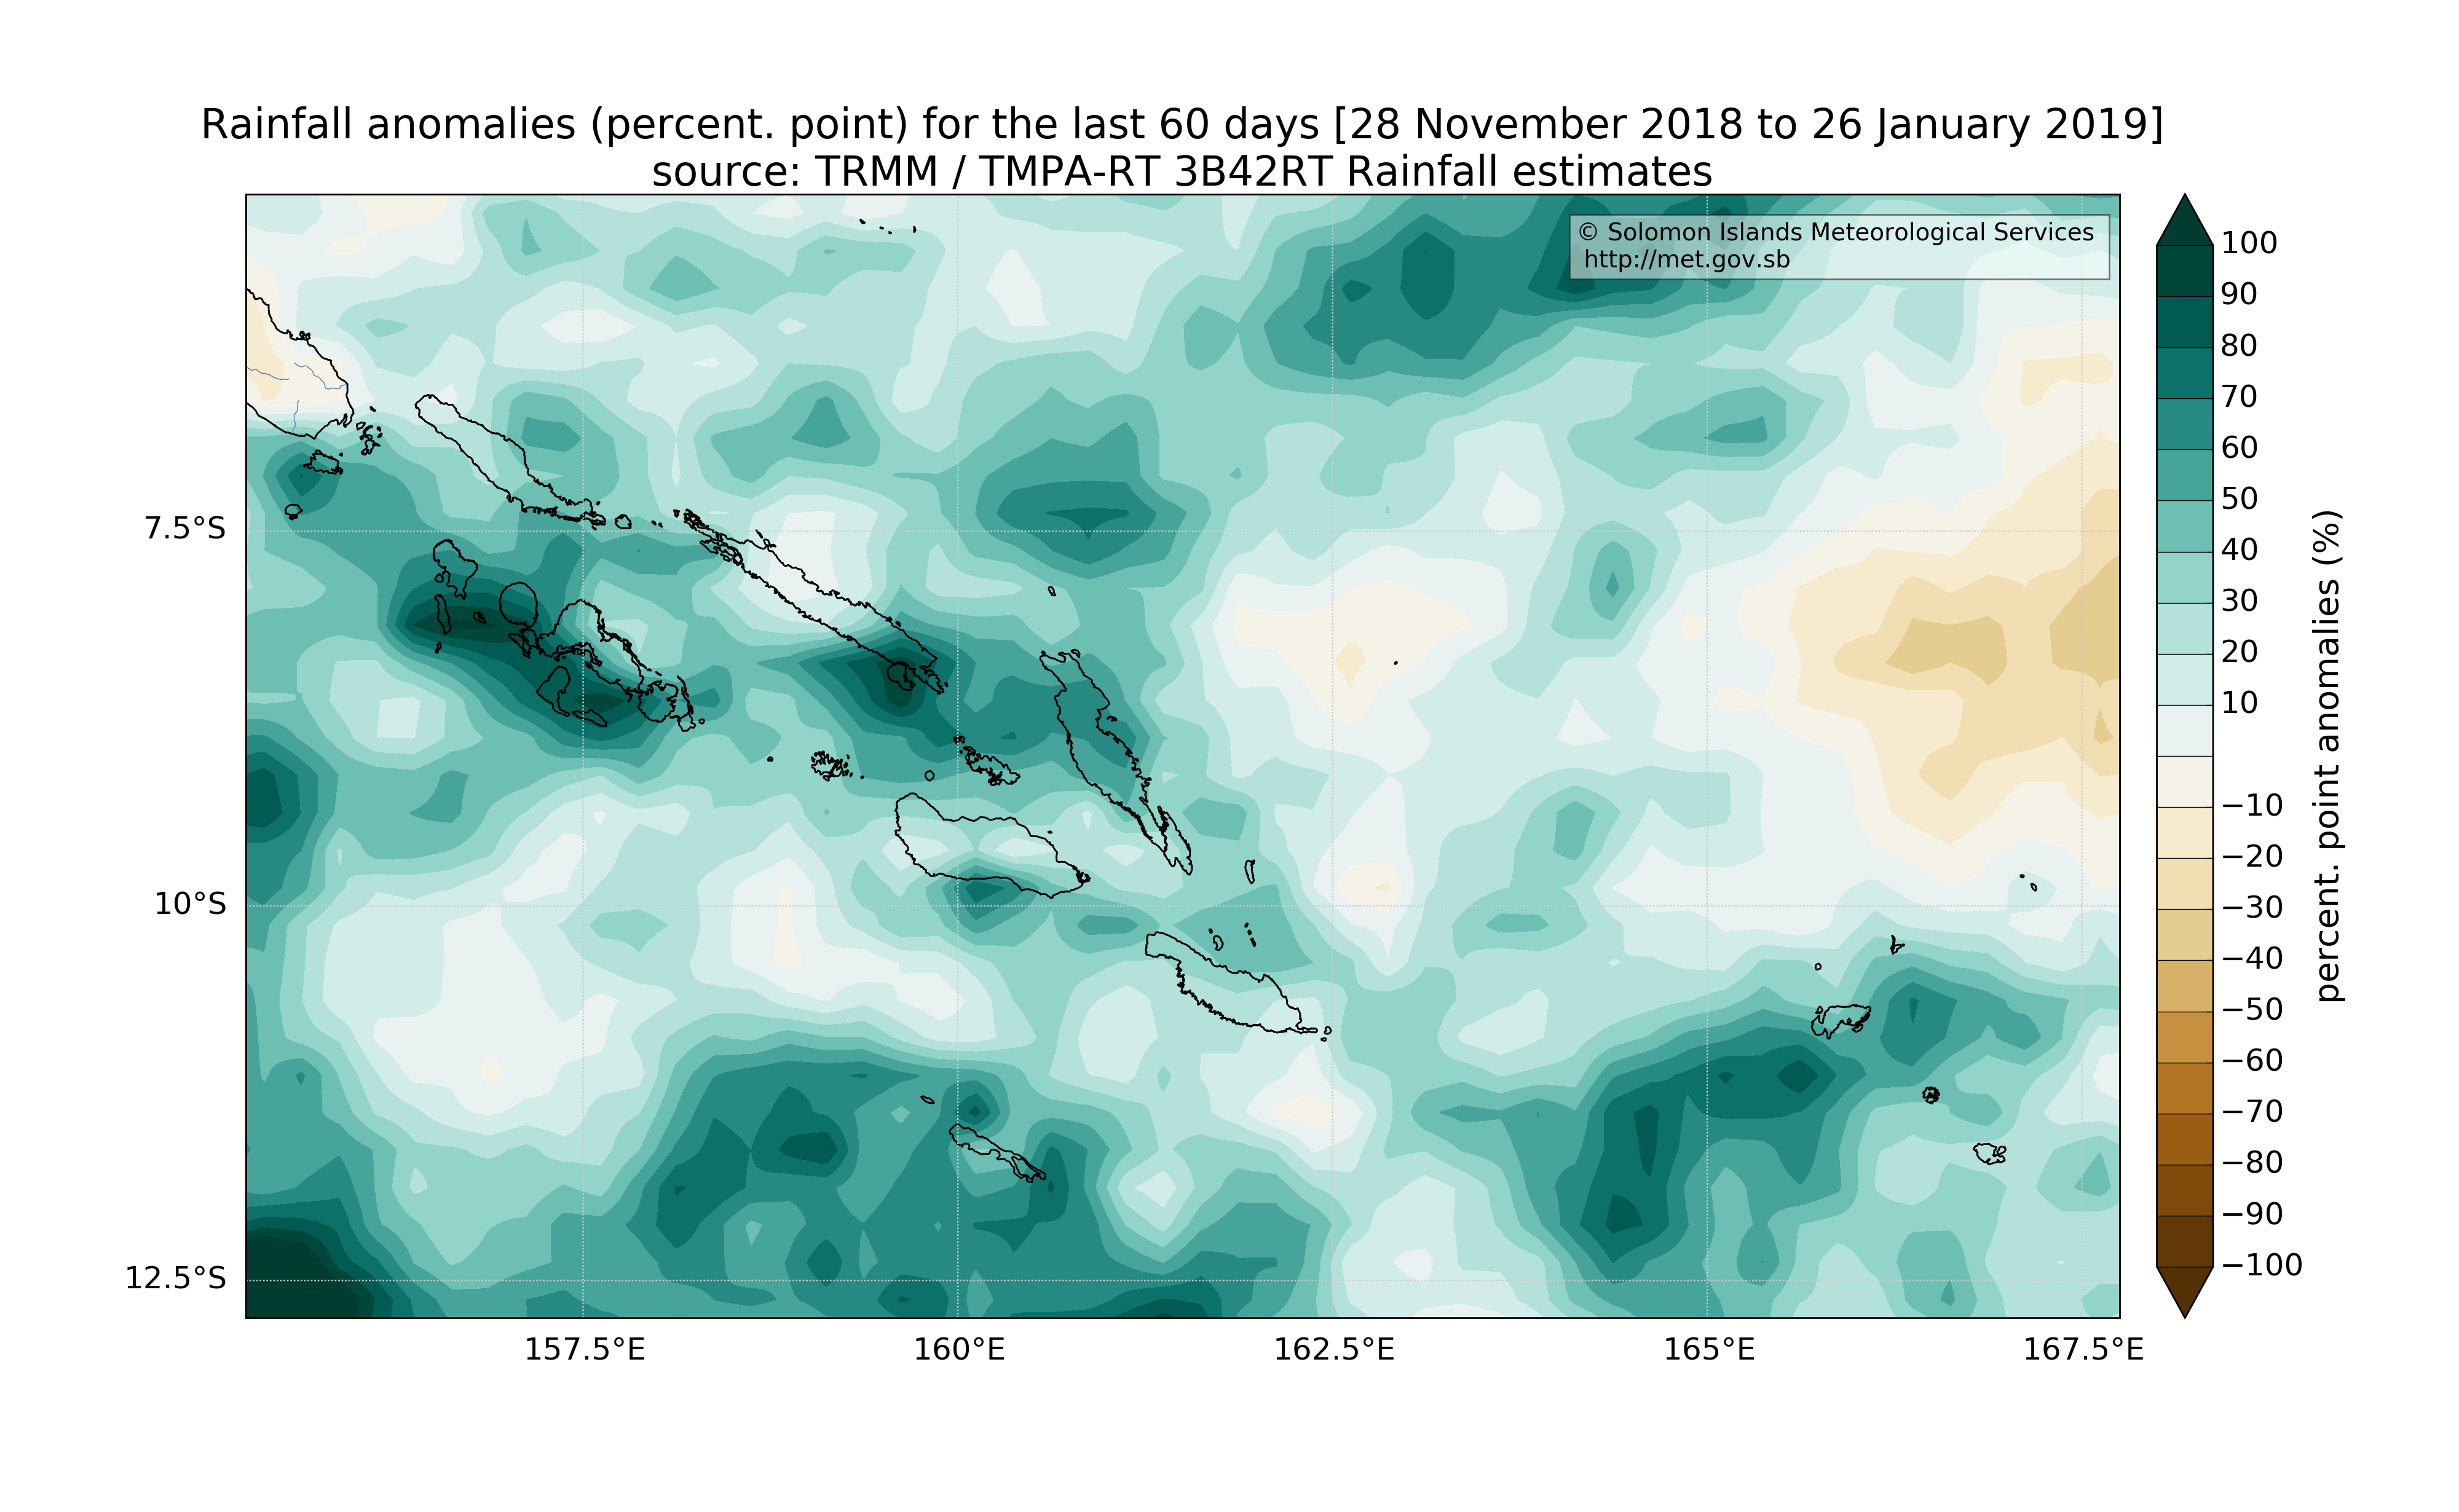 Rainfall anomalies (percent. point) for the last 60 days [28 November 2018 to 26 January 2019]
source: TRMM / TMPA-RT 3B42RT Rainfall estimates
© Solomon Islands Meteorological Services
http://met.gov.sb
7.5°S
10°S
12.5°S
157.5°E
160°E
162.5°E
165°E
167.5°E
100
90
80
70
60
50
40
30
20
10
−10
−20
−30
−40
−50
−60
−70
−80
−90
−100
percent. point anomalies (%)